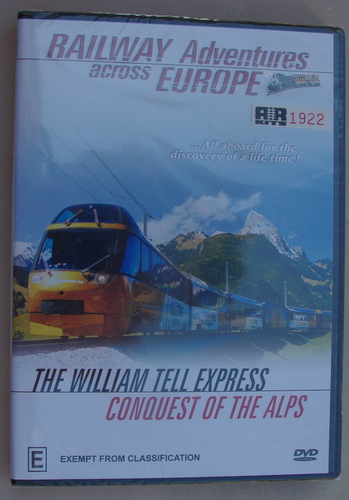 RAILWAY Adventures
across EUROPE
1922
...All aboard for the
discovery of a life time!
THE WILLIAM TELL EXPRESS
CONQUEST OF THE ALPS
E EXEMPT FROM CLASSIFICATION
DVD